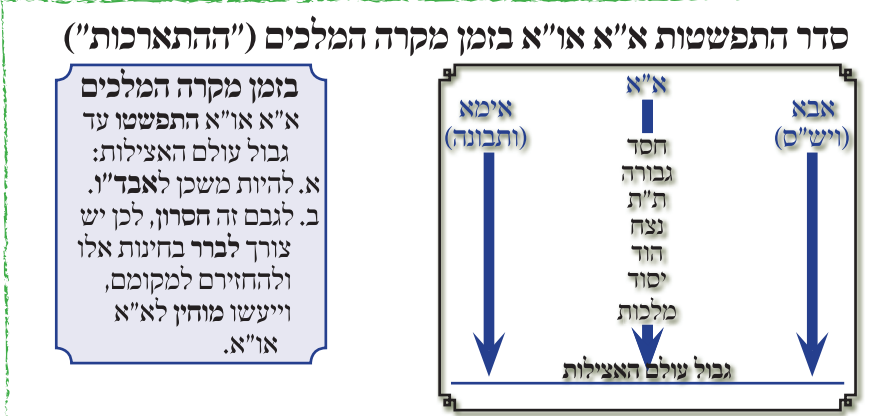 סדר התפשטות א"א או"א בזמן מקרה המלכים ("ההתארכות")
א"א
אבא
(ויש"ס)
אימא
(ותבונה)
חסד
גבורה
ת"ת
נצח
הוד
יסוד
מלכות
גבול עולם האצילות
בזמן מקרה המלכים
א"א או"א התפשטו עד
גבול עולם האצילות:
א. להיות משכן לאבד"ו.
ב. לגבם זה חסרון, לכן יש
צורך לברר בחינות אלו
ולהחזירם למקומם,
וייעשו מוחין לא"א
או"א.